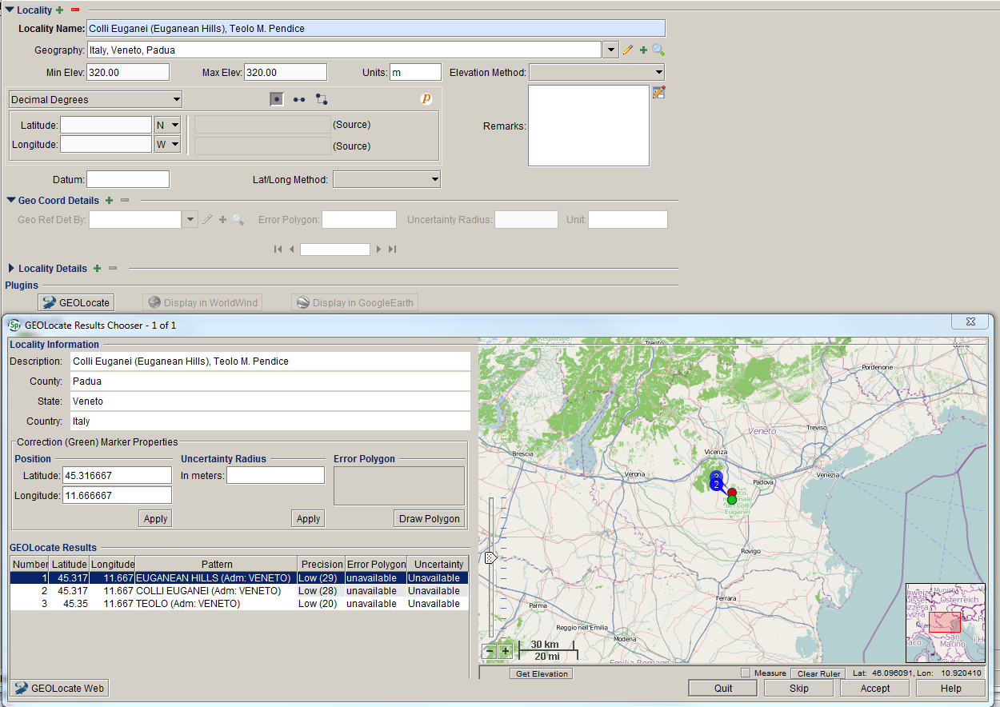 Locality
Locality Name: Colli Euganei (Euganean Hills), Teolo M. Pendice
Geography: Italy, Veneto, Padua
Min Elev: 320.00 Max Elev: 320.00 Units: m Elevation Method:
Decimal Degrees p
Latitude: N (Source) Remarks:
Longitude: W (Source)
Datum: Lat/Long Method:
Geo Coord Details
Geo Ref Det By: Error Polygon: Uncertainty Radius: Unit:
Locality Details
Plugins
GEOLocate Display in WorldWind Display in GoogleEarth
Sp GEOLocate Results Chooser - 1 of 1
Locality Information
Description: Colli Euganei (Euganean Hills), Teolo M. Pendice
County: Padua
State: Veneto
Country: Italy
Correction (Green) Marker Properties
Position Uncertainty Radius Error Polygon
Latitude: 45.316667 In meters:
Longitude: 11.666667
Apply Apply Draw Polygon
GEOLocate Results
Number Latitude Longitude Pattern Precision Error Polygon Uncertainty
1 45.317 11.667 EUGANEAN HILLS (Adm: VENETO) Low (29) unavailable Unavailable
2 45.317 11.667 COLLI EUGANEI (Adm: VENETO) Low (28) unavailable Unavailable
3 45.35 11.667 TEOLO (Adm: VENETO) Low (20) unavailable Unavailable
GEOLocate Web
Trento
Pordenone
Veneto
Treviso
Vicenza
Brescia
Verona
Venezia
3
2
Padova
dei Colli
Euganei
Rovigo
Ferrara
Parma
Reggio nell'Emilia
Modena
Österreich
San
Marino
30 km
20 mi
Get Elevation Measure Clear Ruler Lat: 46.096091, Lon: 10.920410
Quit Skip Accept Help